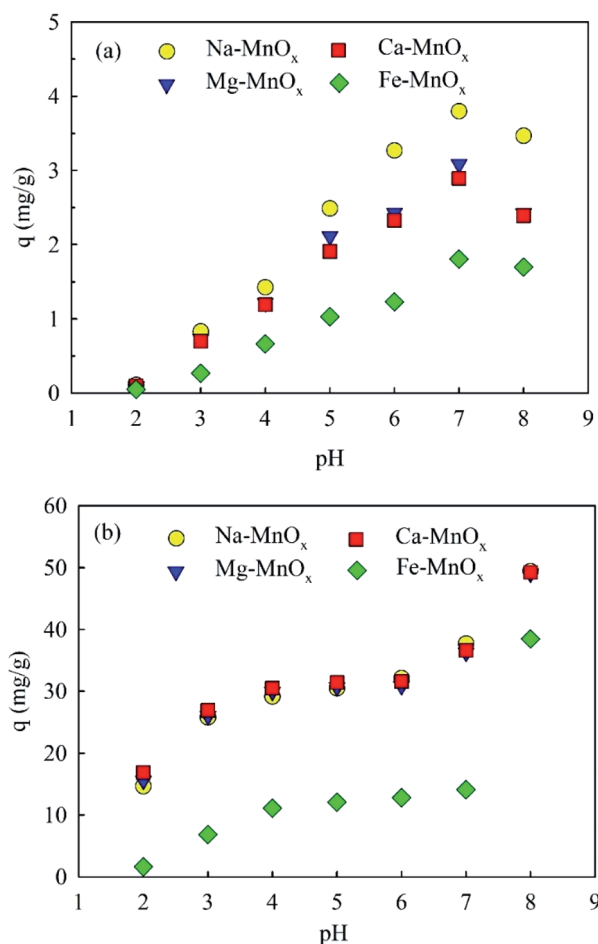 (a)
Na-MnOx
Ca-MnOx
Mg-MnOx
Fe-MnOx
5
4
3
2
1
0
q (mg/g)
1 2 3 4 5 6 7 8 9
pH
(b)
Na-MnOx
Ca-MnOx
Mg-MnOx
Fe-MnOx
60
50
40
30
20
10
0
q (mg/g)
1 2 3 4 5 6 7 8 9
pH